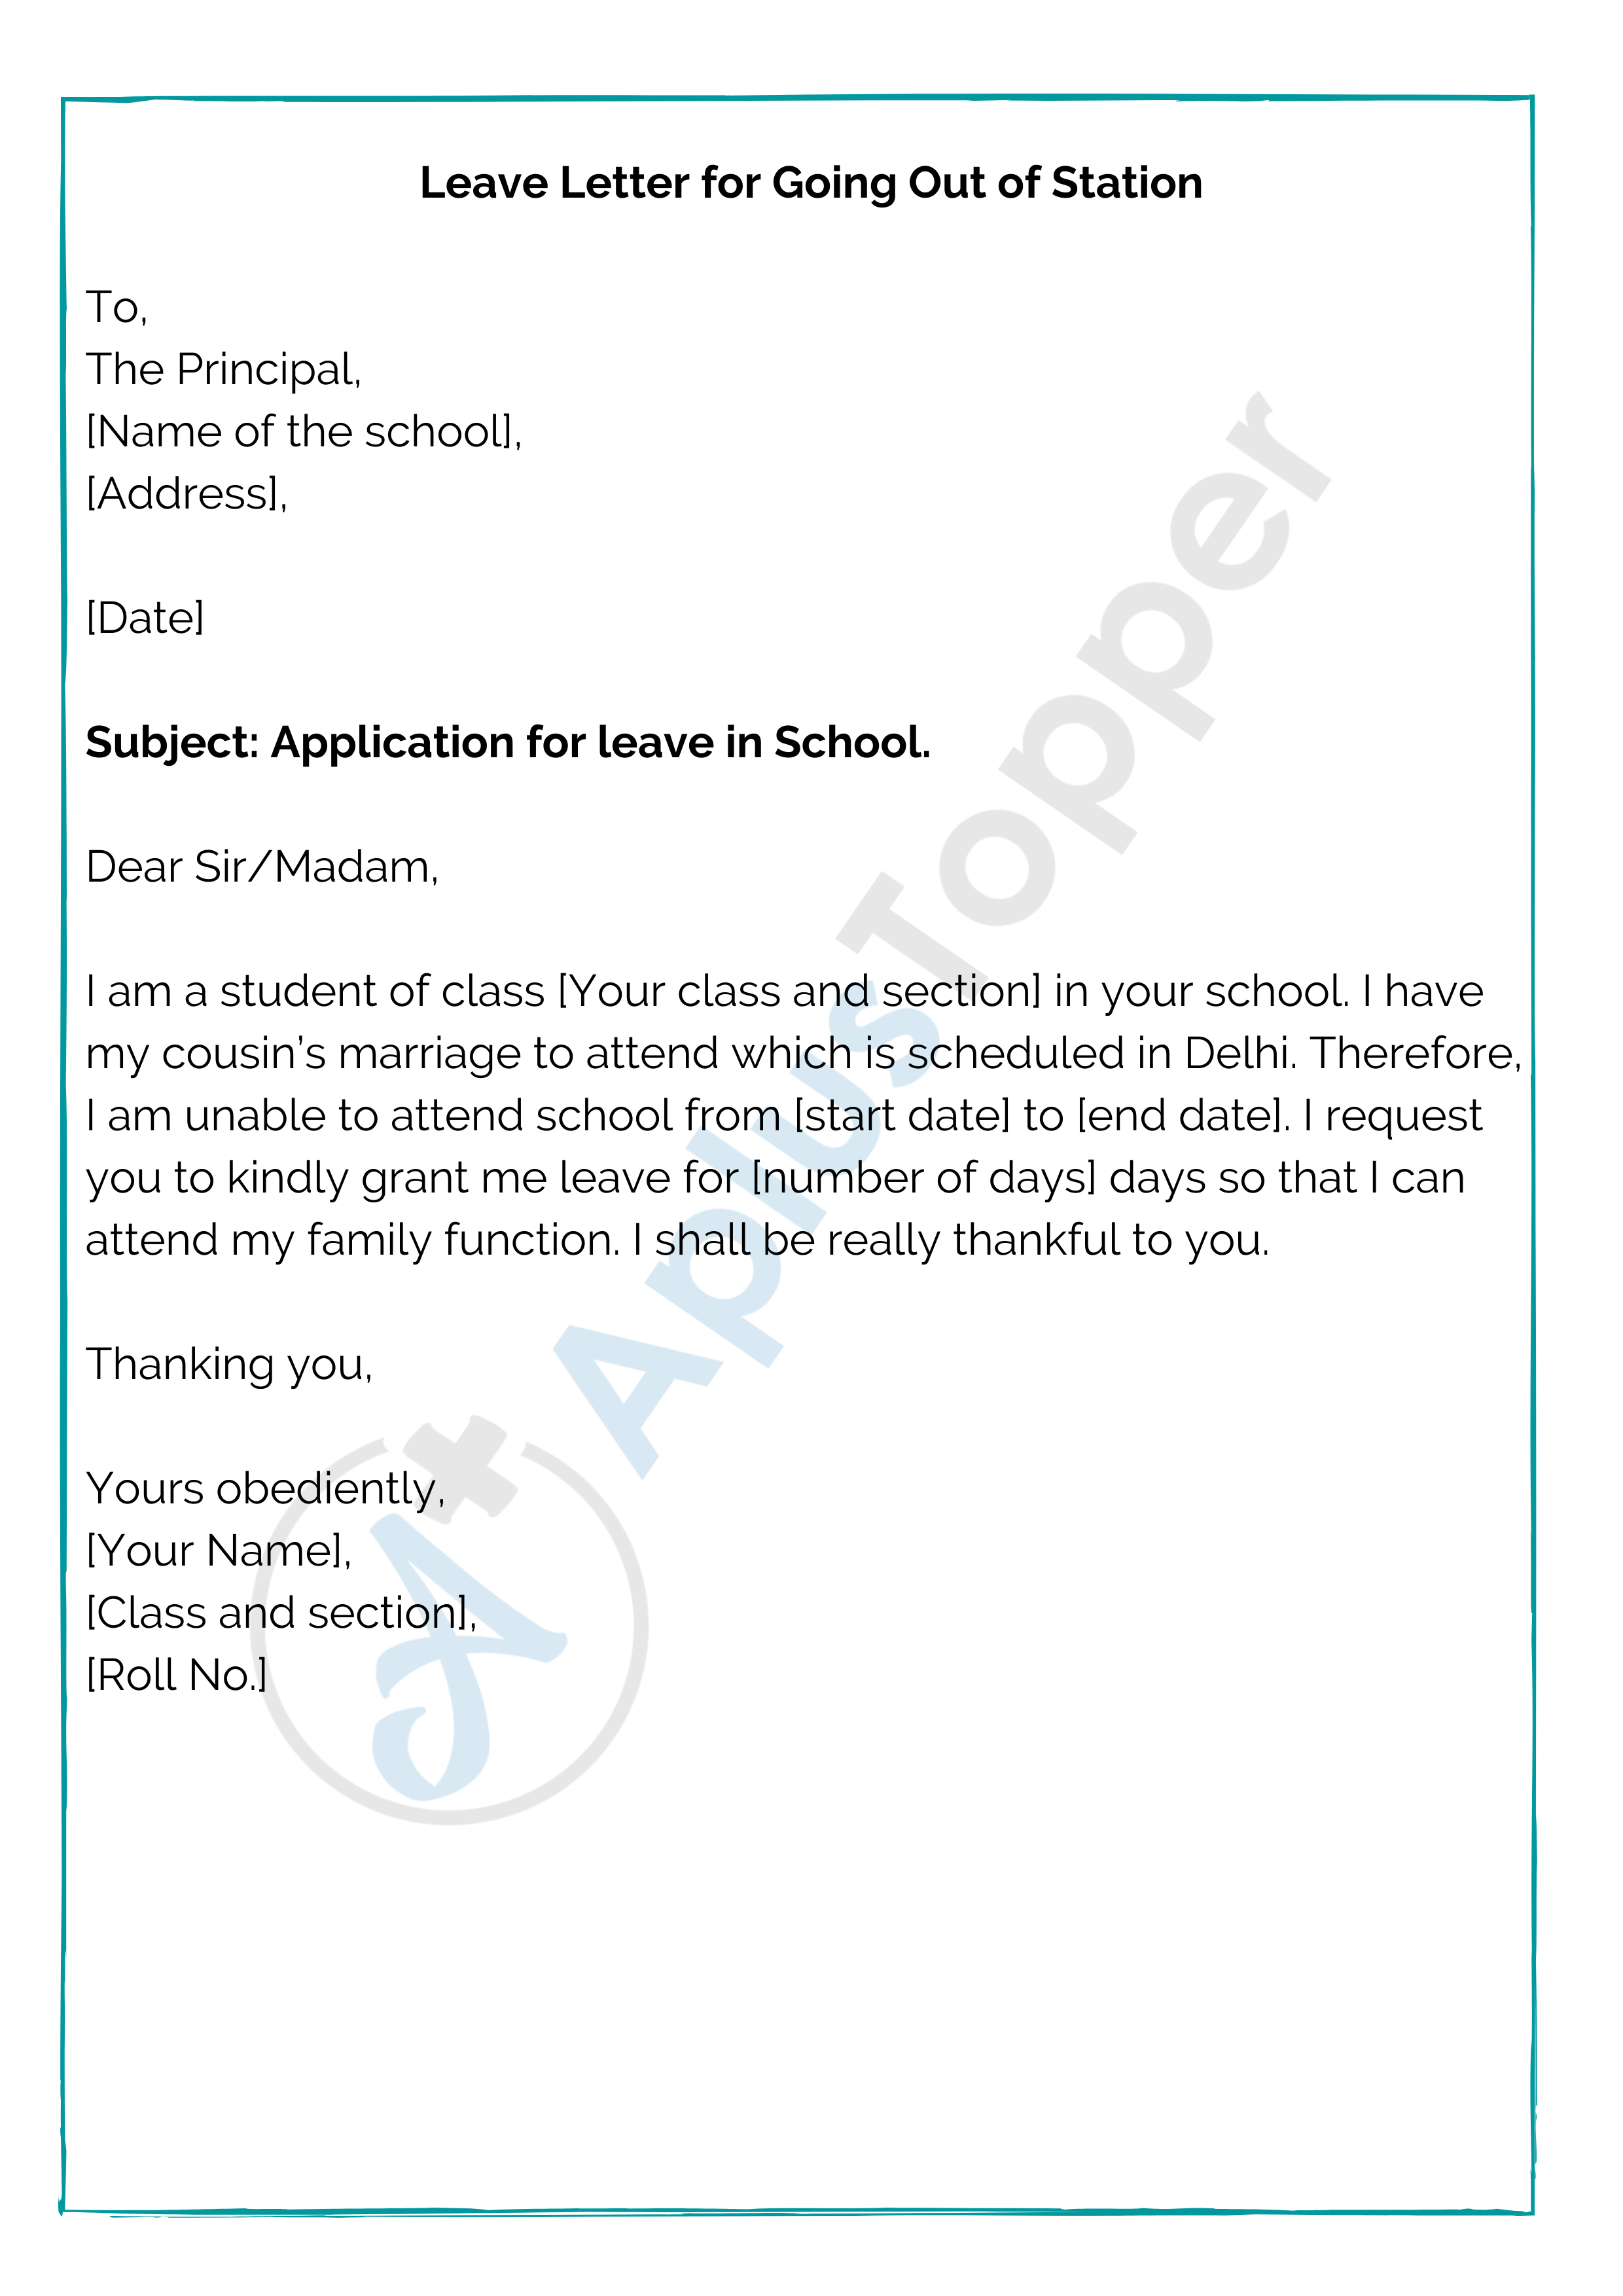 Leave Letter for Going Out of Station
To,
The Principal,
[Name of the school],
[Address],
[Date]
Subject: Application for leave in School.
Dear Sir/Madam,
I am a student of class [Your class and section] in your school. I have
my cousin’s marriage to attend which is scheduled in Delhi. Therefore,
I am unable to attend school from [start date] to [end date]. I request
you to kindly grant me leave for [number of days] days so that I can
attend my family function. I shall be really thankful to you.
Thanking you,
Yours obediently,
[Your Name],
[Class and section],
[Roll No.]
AplusTopper
A+